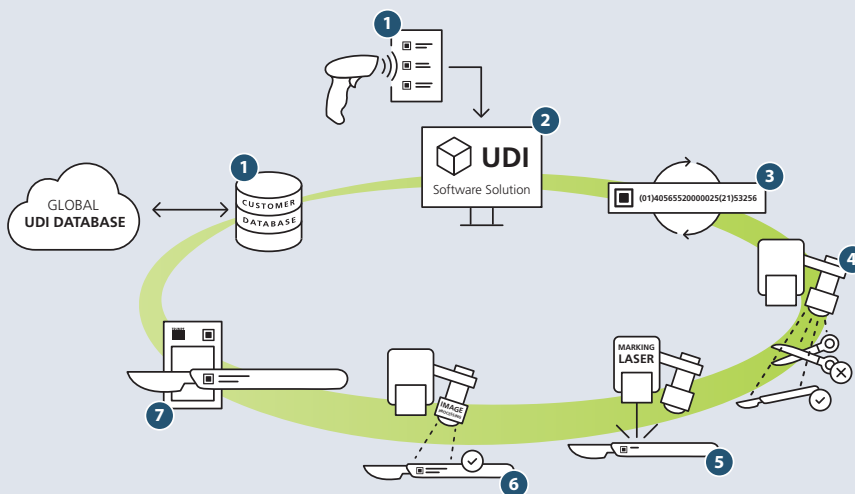 1
2
UDI
Software Solution
1
CUSTOMER
DATABASE
GLOBAL
UDI DATABASE
3
(01)40565520000025(21)53256
4
MARKING
LASER
5
IMAGE
PROCESSING
6
7